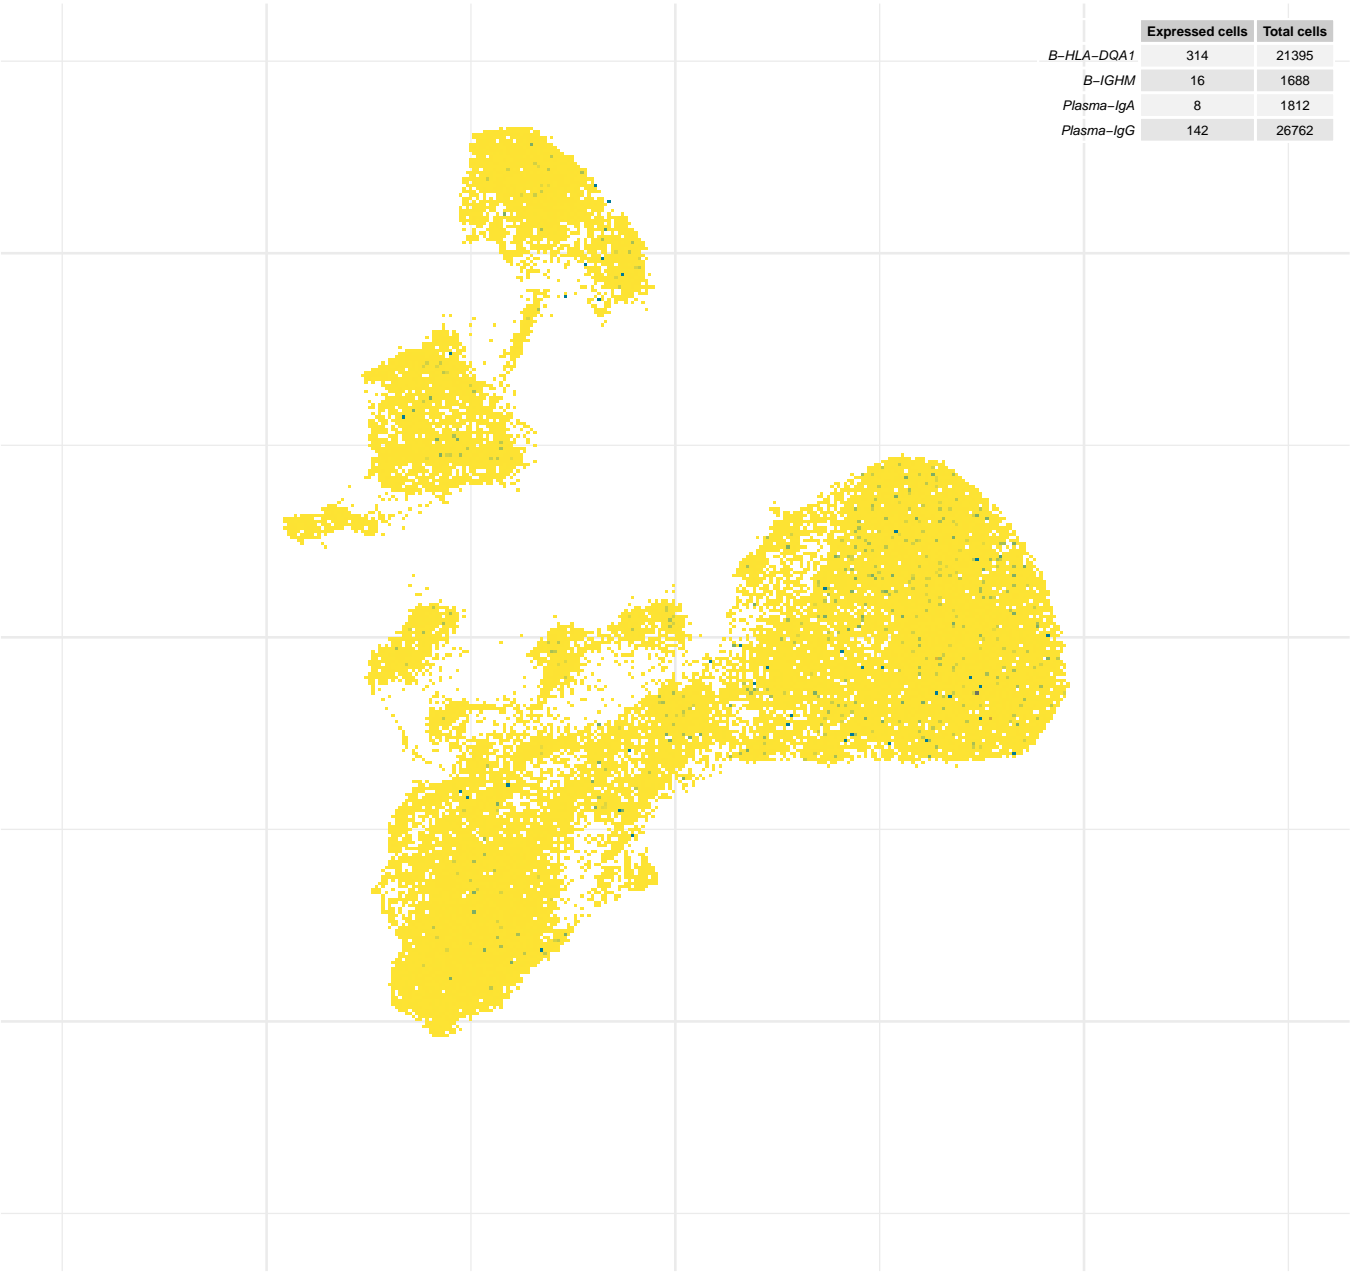 Expressed cells Total cells
B−HLA−DQA1 314 21395
B−IGHM 16 1688
Plasma−IgA 8 1812
Plasma−IgG 142 26762